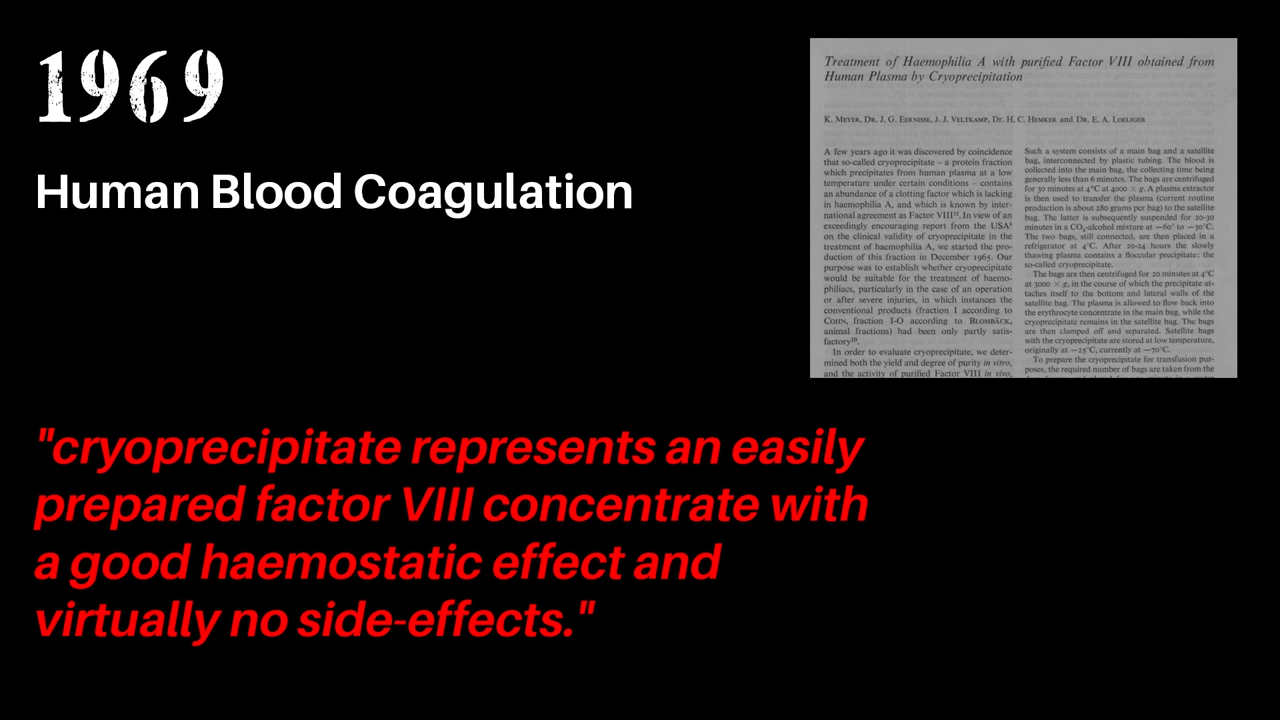 1969
Human Blood Coagulation
Treatment of Haemophilia A with purified Factor VIII obtained from
Human Plasma by Cryoprecipitation
K. Meyer, Dr. J. G. Eernisse, J. J. Veltkamp, Dr. H. C. Hemker and Dr. E. A. Loeliger
A few years ago it was discovered by coincidence
that so-called cryoprecipitate – a protein fraction
which precipitates from human plasma at a low
temperature under certain conditions – contains
an abundance of a clotting factor which is lacking
in haemophilia A, and which is known by inter-
national agreement as Factor VIII¹². In view of an
exceedingly encouraging report from the USA⁸
on the clinical validity of cryoprecipitate in the
treatment of haemophilia A, we started the pro-
duction of this fraction in December 1965. Our
purpose was to establish whether cryoprecipitate
would be suitable for the treatment of haemo-
philiacs, particularly in the case of an operation
or after severe injuries, in which instances the
conventional products (fraction I according to
Cohn, fraction I-O according to Blombäck,
animal fractions) had been only partly satis-
factory¹⁰.
In order to evaluate cryoprecipitate, we deter-
mined both the yield and degree of purity in vitro,
and the activity of purified Factor VIII in vivo,
Such a system consists of a main bag and a satellite
bag, interconnected by plastic tubing. The blood is
collected into the main bag, the collecting time being
generally less than 6 minutes. The bags are centrifuged
for 30 minutes at 4°C at 4000 × g. A plasma extractor
is then used to transfer the plasma (current routine
production is about 280 grams per bag) to the satellite
bag. The latter is subsequently suspended for 20-30
minutes in a CO₂-alcohol mixture at −60° to −30°C.
The two bags, still connected, are then placed in a
refrigerator at 4°C. After 20-24 hours the slowly
thawing plasma contains a floccular precipitate: the
so-called cryoprecipitate.
The bags are then centrifuged for 20 minutes at 4°C
at 3000 × g, in the course of which the precipitate at-
taches itself to the bottom and lateral walls of the
satellite bag. The plasma is allowed to flow back into
the erythrocyte concentrate in the main bag, while the
cryoprecipitate remains in the satellite bag. The bags
are then clamped off and separated. Satellite bags
with the cryoprecipitate are stored at low temperature,
originally at −25°C, currently at −70°C.
To prepare the cryoprecipitate for transfusion pur-
poses, the required number of bags are taken from the
"cryoprecipitate represents an easily
prepared factor VIII concentrate with
a good haemostatic effect and
virtually no side-effects."